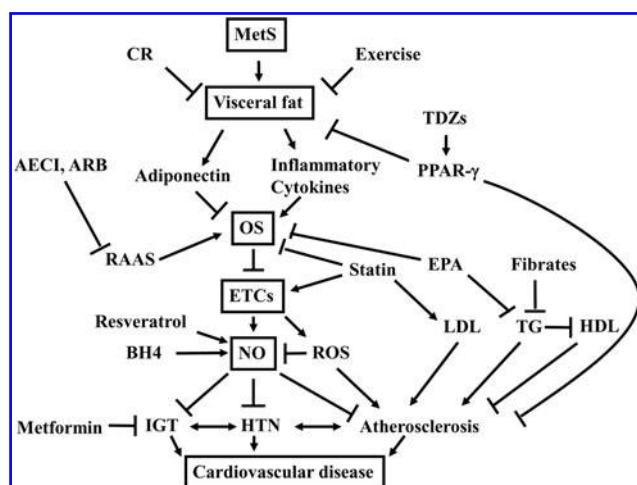 MetS
CR
Exercise
Visceral fat
TDZs
AECI, ARB
Adiponectin
Inflammatory
Cytokines
PPAR-γ
OS
RAAS
Statin
EPA
Fibrates
ETCs
Resveratrol
BH4
NO
ROS
LDL
TG
HDL
Metformin
IGT
HTN
Atherosclerosis
Cardiovascular disease